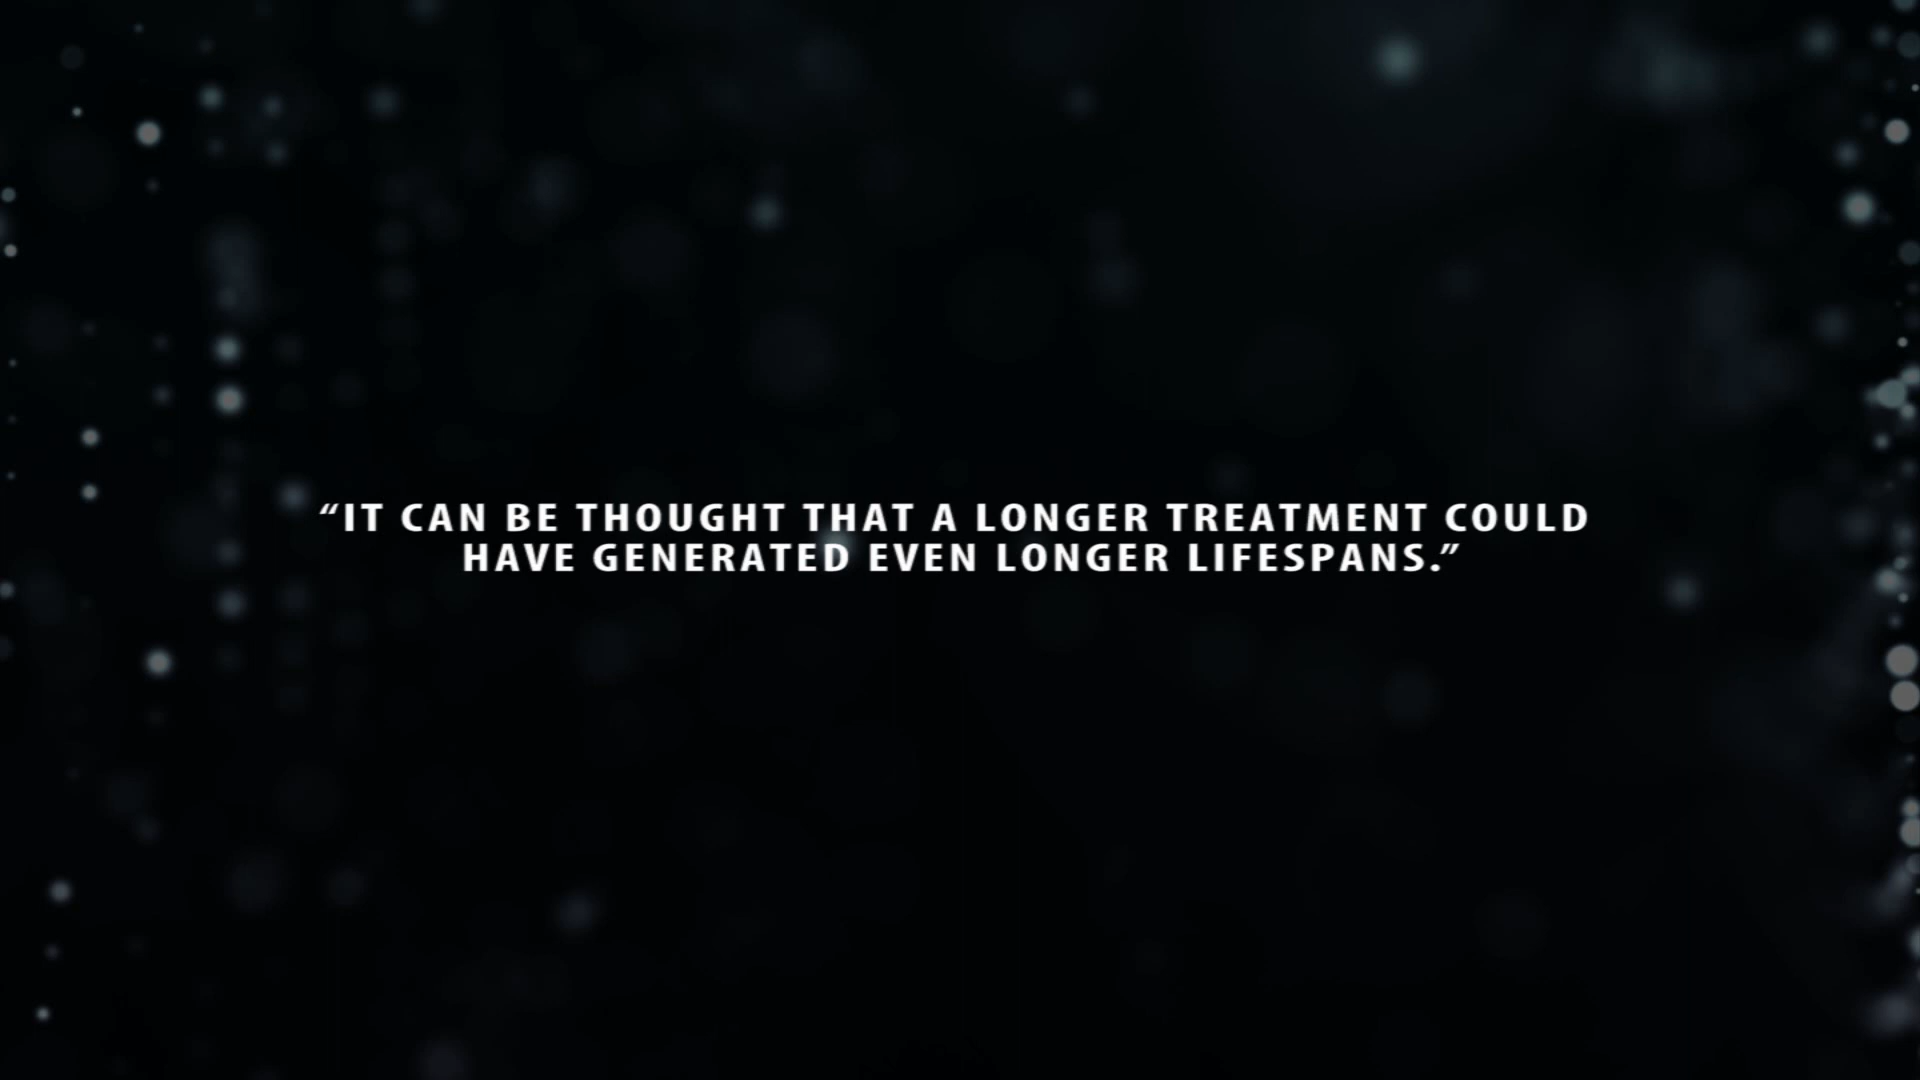 “IT CAN BE THOUGHT THAT A LONGER TREATMENT COULD
HAVE GENERATED EVEN LONGER LIFESPANS.”